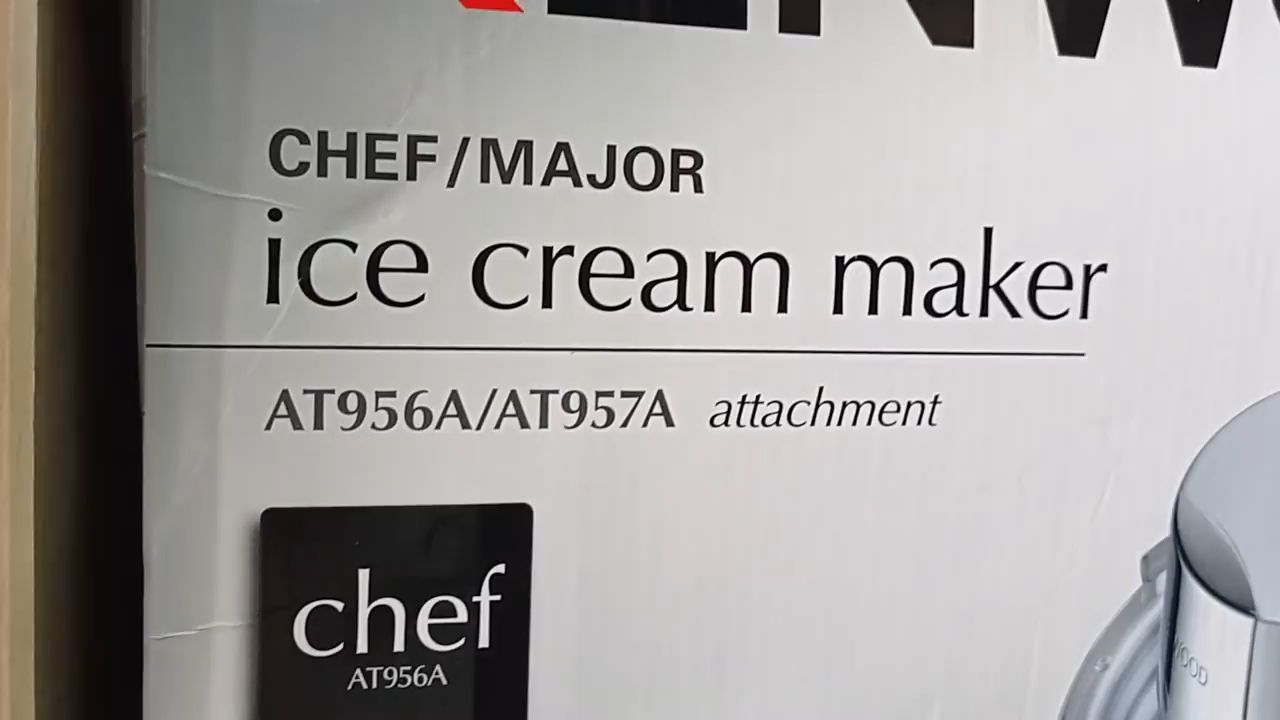 CHEF/MAJOR
ice cream maker
AT956A/AT957A attachment
chef
AT956A